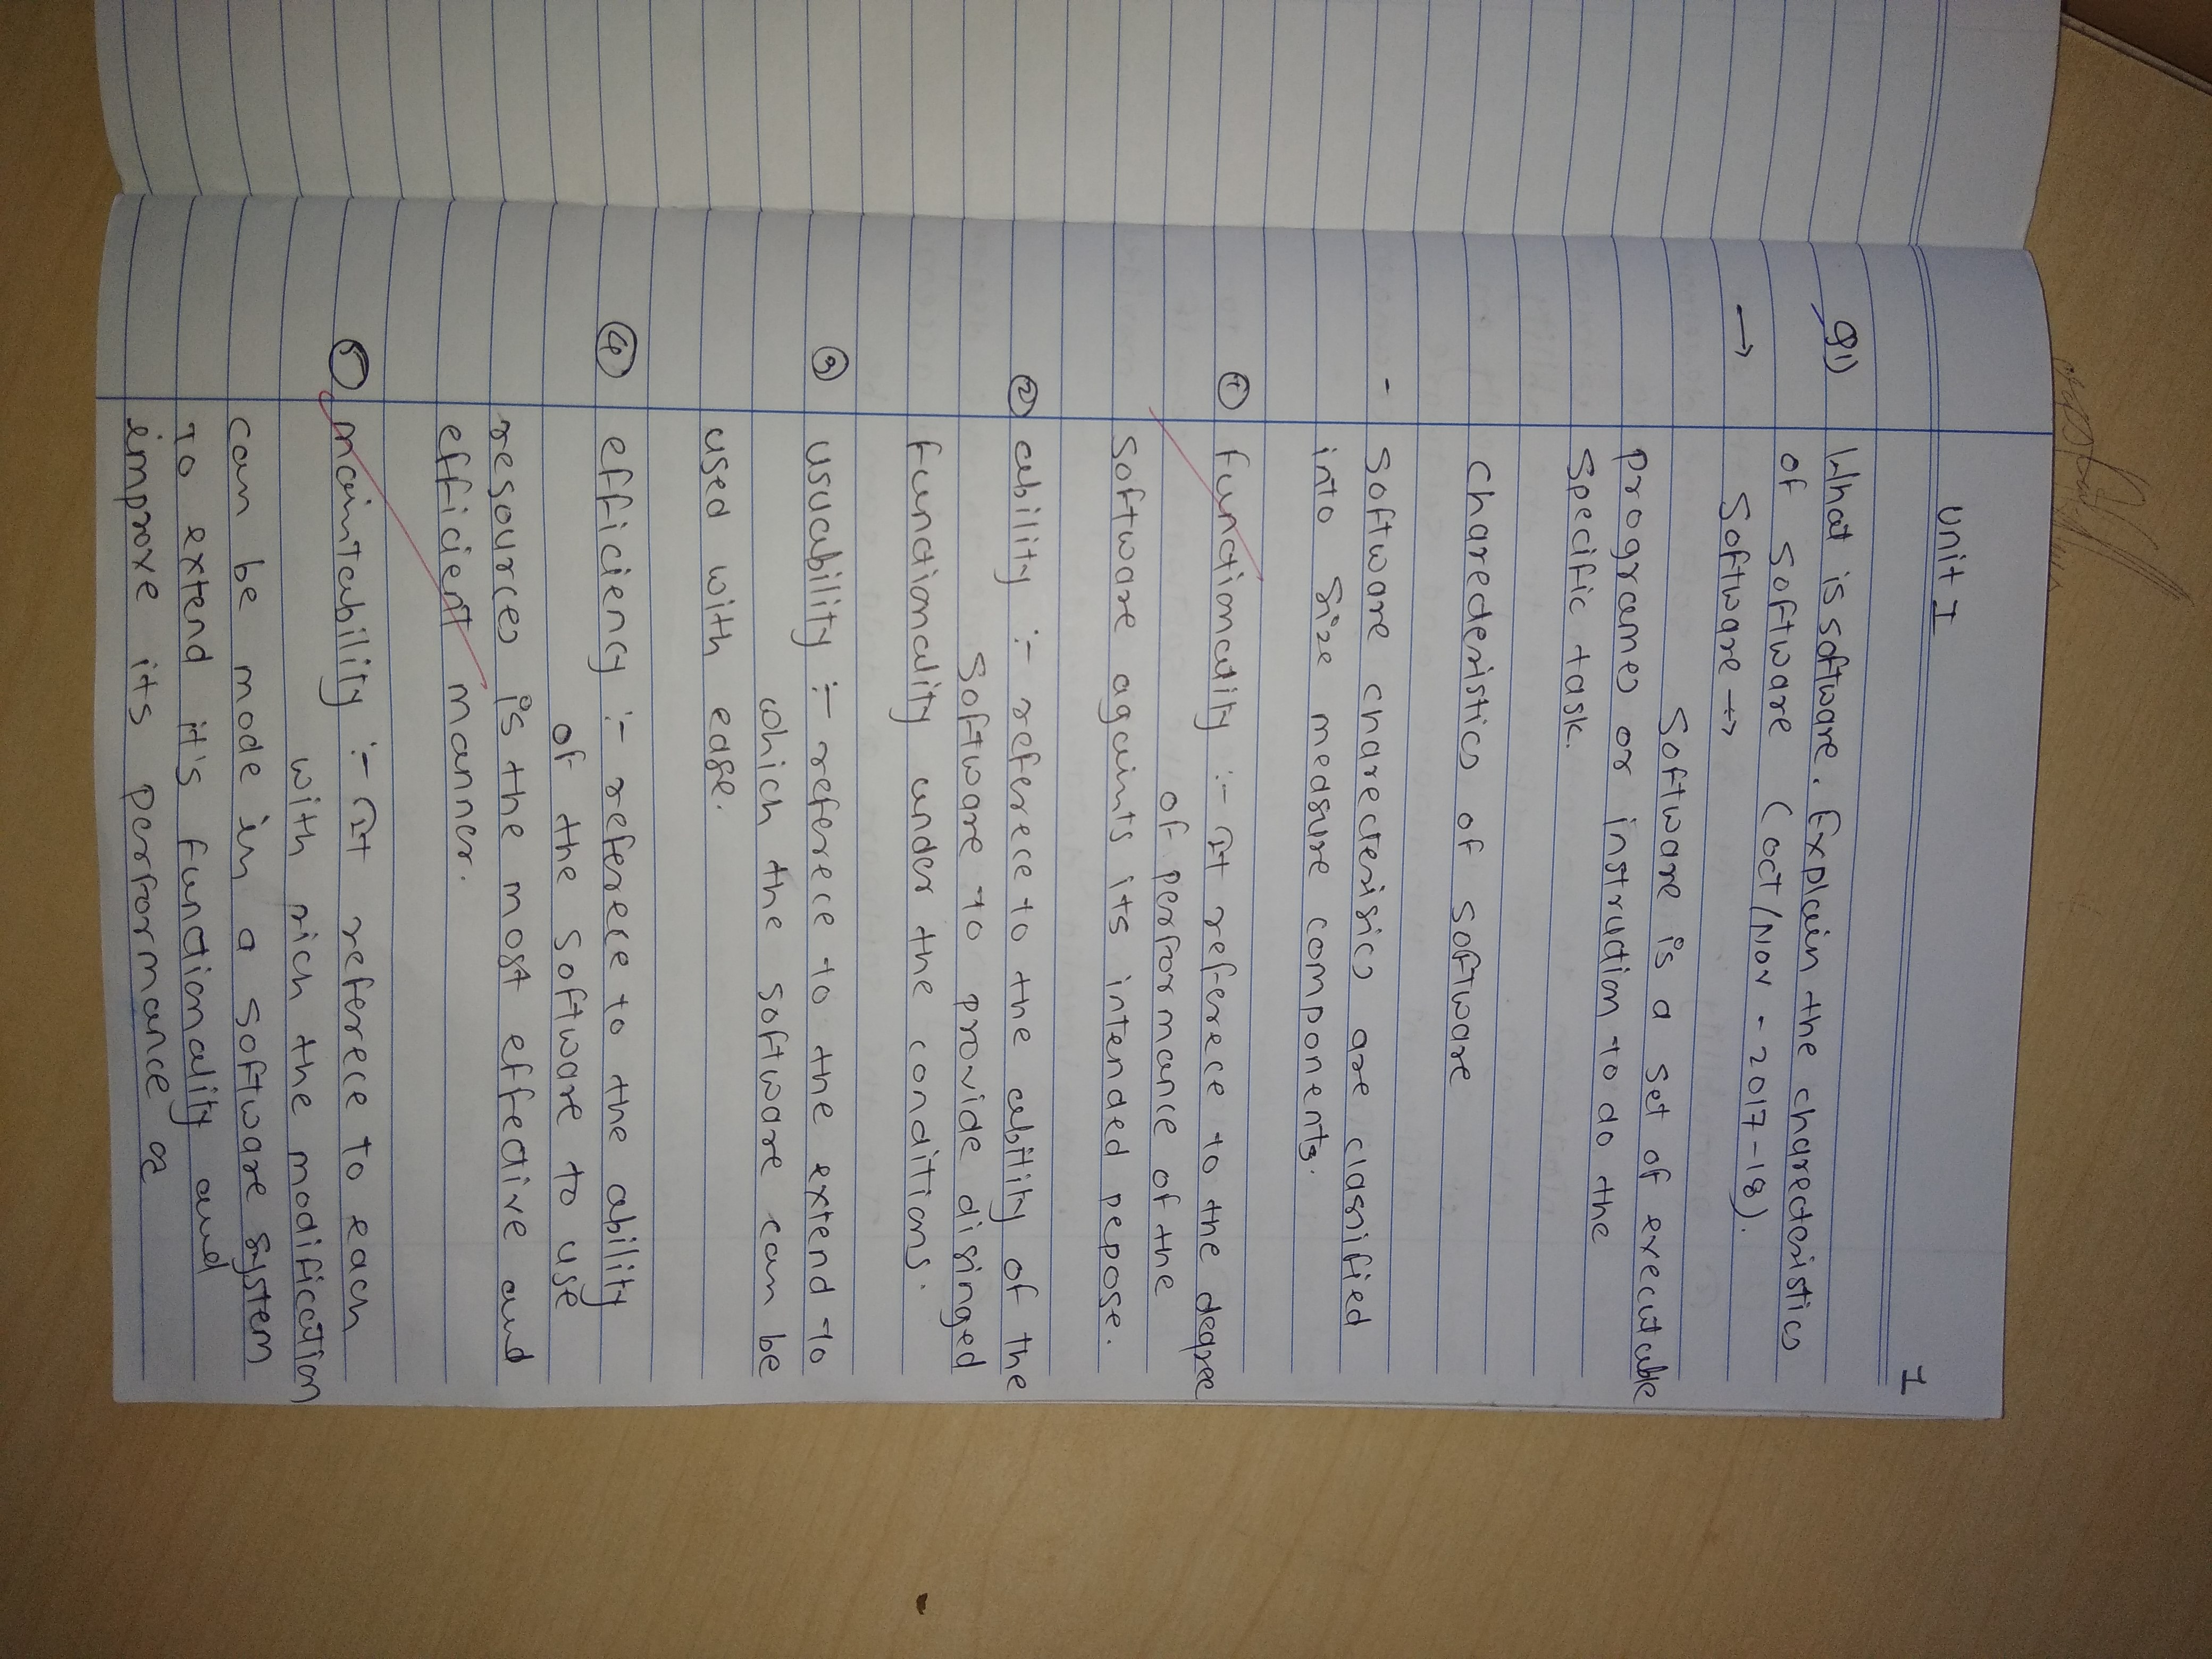 Unit I
1
Q1) What is software. Explain the charecteristics
of software (oct/Nov - 2017-18).
→ Software →
Software is a set of executable
programes or instruction to do the
specific task.
Charecteristics of software
- Software charecterisics are classified
into size measure components.
① Functionality :- It referece to the degree
of performance of the
software againts its intended pepose.
② ability :- referece to the ability of the
software to provide disinged
functionality under the conditions.
③ usuability :- referece to the extend to
which the software can be
used with ease.
④ efficiency :- referece to the ability
of the software to use
resources is the most effective and
efficient manner.
⑤ maintability :- It referece to each
with rich the modification
can be mode in a software system
to extend it's functionality and
improve its performance &